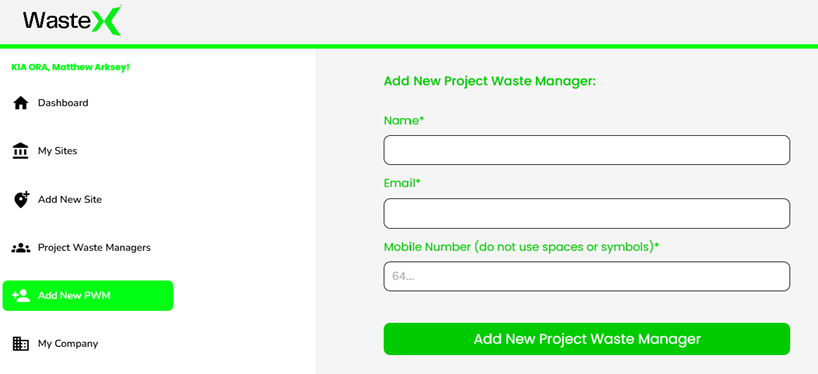 WasteX
KIA ORA, Matthew Arksey!
Dashboard
My Sites
Add New Site
Project Waste Managers
Add New PWM
My Company
Add New Project Waste Manager:
Name*
Email*
Mobile Number (do not use spaces or symbols)*
64...
Add New Project Waste Manager